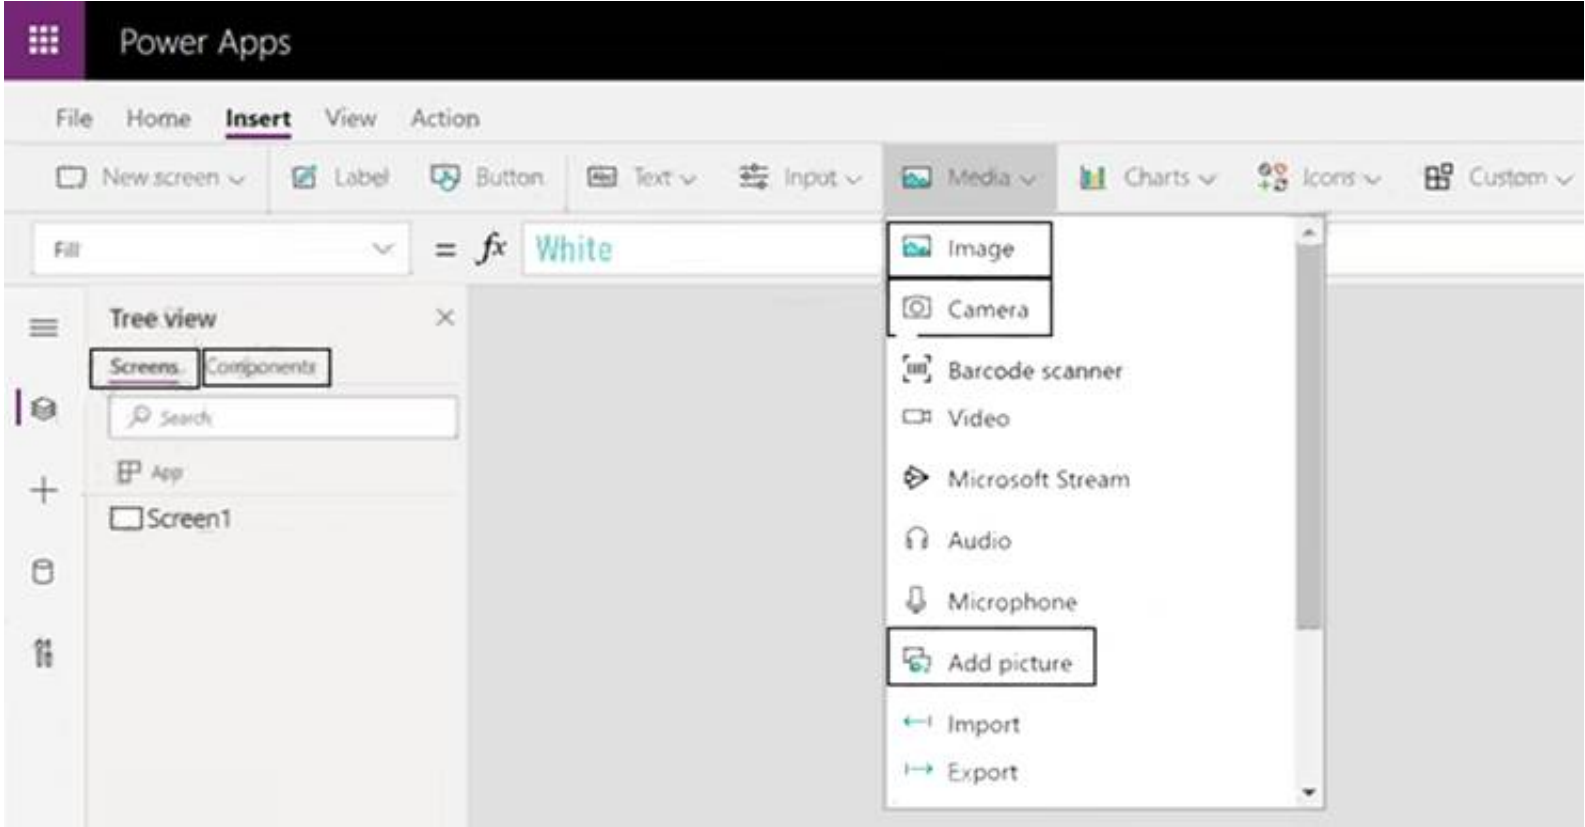 Power Apps
File Home Insert View Action
New screen Label Button Text Input Media Charts Icons Custom
Fill = fx White
Image
Camera
Barcode scanner
Video
Microsoft Stream
Audio
Microphone
Add picture
Import
Export
Tree view
Screens Components
Search
App
Screen1